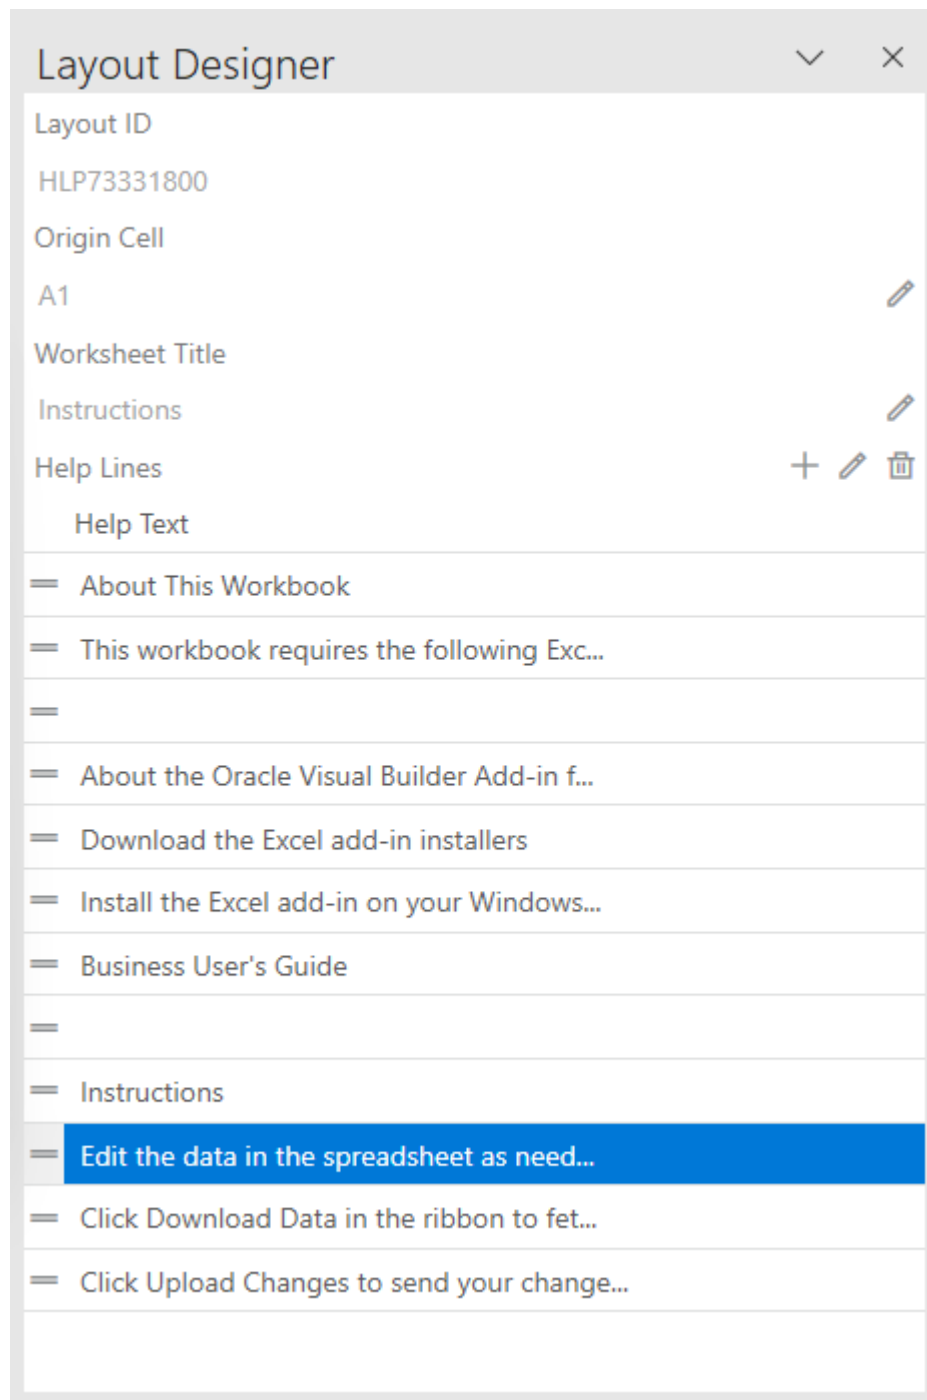 Layout Designer
Layout ID
HLP73331800
Origin Cell
A1
Worksheet Title
Instructions
Help Lines
Help Text
About This Workbook
This workbook requires the following Exc...
About the Oracle Visual Builder Add-in f...
Download the Excel add-in installers
Install the Excel add-in on your Windows...
Business User's Guide
Instructions
Edit the data in the spreadsheet as need...
Click Download Data in the ribbon to fet...
Click Upload Changes to send your change...